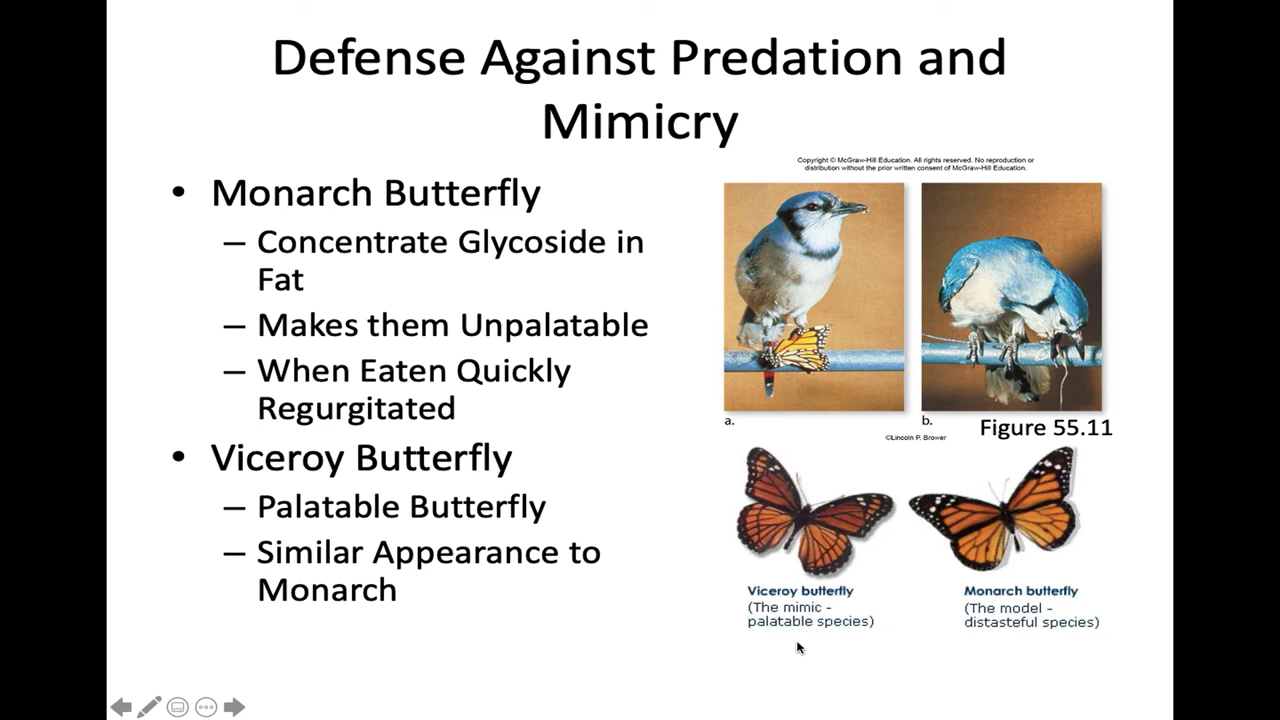 Defense Against Predation and
Mimicry
• Monarch Butterfly
– Concentrate Glycoside in
Fat
– Makes them Unpalatable
– When Eaten Quickly
Regurgitated
• Viceroy Butterfly
– Palatable Butterfly
– Similar Appearance to
Monarch
Copyright © McGraw-Hill Education. All rights reserved. No reproduction or
distribution without the prior written consent of McGraw-Hill Education.
a.
b.
Figure 55.11
©Lincoln P. Brower
Viceroy butterfly
(The mimic -
palatable species)
Monarch butterfly
(The model -
distasteful species)